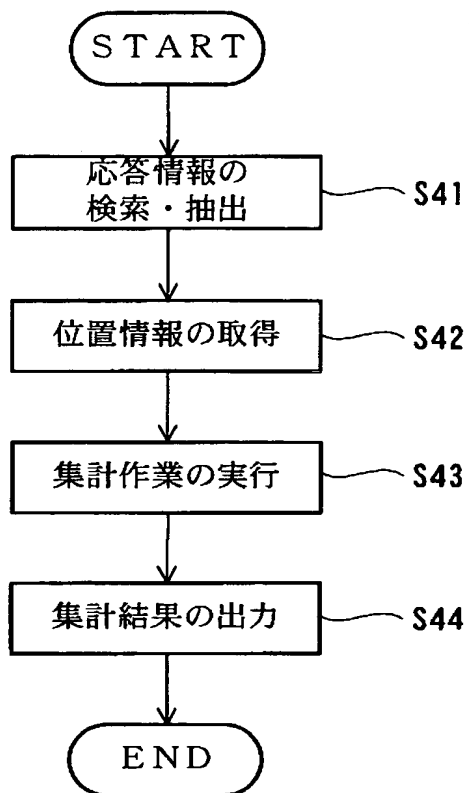 START
応答情報の
検索・抽出
S41
位置情報の取得
S42
集計作業の実行
S43
集計結果の出力
S44
END